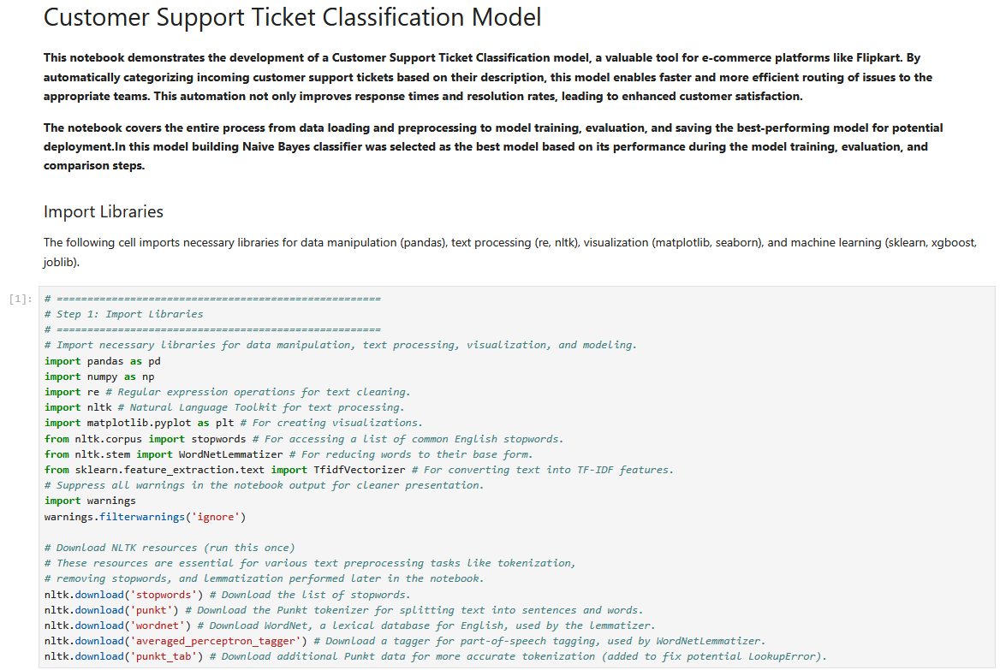 Customer Support Ticket Classification Model
This notebook demonstrates the development of a Customer Support Ticket Classification model, a valuable tool for e-commerce platforms like Flipkart. By
automatically categorizing incoming customer support tickets based on their description, this model enables faster and more efficient routing of issues to the
appropriate teams. This automation not only improves response times and resolution rates, leading to enhanced customer satisfaction.
The notebook covers the entire process from data loading and preprocessing to model training, evaluation, and saving the best-performing model for potential
deployment.In this model building Naive Bayes classifier was selected as the best model based on its performance during the model training, evaluation, and
comparison steps.
Import Libraries
The following cell imports necessary libraries for data manipulation (pandas), text processing (re, nltk), visualization (matplotlib, seaborn), and machine learning (sklearn, xgboost,
joblib).
[1]: # =====================================================
# Step 1: Import Libraries
# =====================================================
# Import necessary libraries for data manipulation, text processing, visualization, and modeling.
import pandas as pd
import numpy as np
import re # Regular expression operations for text cleaning.
import nltk # Natural Language Toolkit for text processing.
import matplotlib.pyplot as plt # For creating visualizations.
from nltk.corpus import stopwords # For accessing a list of common English stopwords.
from nltk.stem import WordNetLemmatizer # For reducing words to their base form.
from sklearn.feature_extraction.text import TfidfVectorizer # For converting text into TF-IDF features.
# Suppress all warnings in the notebook output for cleaner presentation.
import warnings
warnings.filterwarnings('ignore')
# Download NLTK resources (run this once)
# These resources are essential for various text preprocessing tasks like tokenization,
# removing stopwords, and lemmatization performed later in the notebook.
nltk.download('stopwords') # Download the list of stopwords.
nltk.download('punkt') # Download the Punkt tokenizer for splitting text into sentences and words.
nltk.download('wordnet') # Download WordNet, a lexical database for English, used by the lemmatizer.
nltk.download('averaged_perceptron_tagger') # Download a tagger for part-of-speech tagging, used by WordNetLemmatizer.
nltk.download('punkt_tab') # Download additional Punkt data for more accurate tokenization (added to fix potential LookupError).